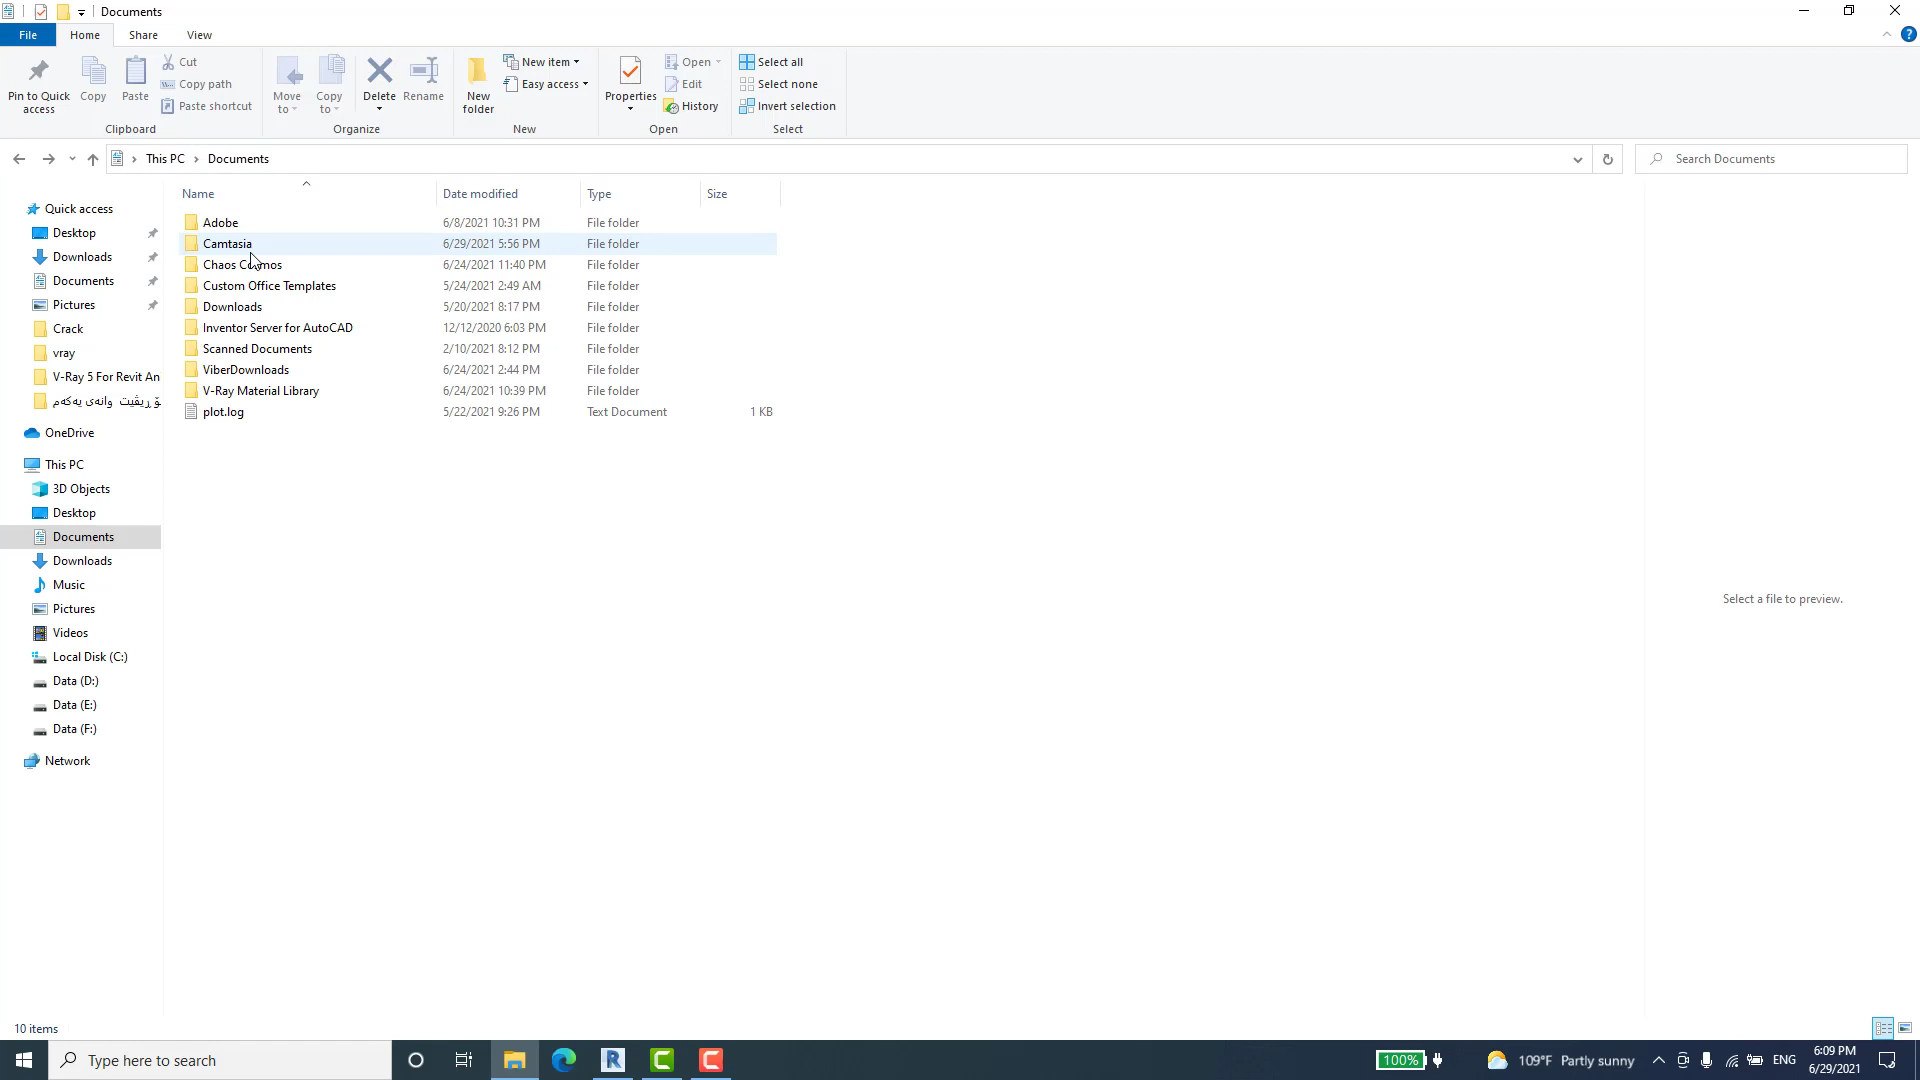 Documents
File
Home
Share
View
Pin to Quick access
Copy
Paste
Cut
Copy path
Paste shortcut
Clipboard
Move to
Copy to
Delete
Rename
Organize
New folder
New item
Easy access
New
Properties
Open
Edit
History
Open
Select all
Select none
Invert selection
Select
This PC
Documents
Search Documents
Name
Date modified
Type
Size
Adobe 6/8/2021 10:31 PM File folder
Camtasia 6/29/2021 5:56 PM File folder
Chaos Cosmos 6/24/2021 11:40 PM File folder
Custom Office Templates 5/24/2021 2:49 AM File folder
Downloads 5/20/2021 8:17 PM File folder
Inventor Server for AutoCAD 12/12/2020 6:03 PM File folder
Scanned Documents 2/10/2021 8:12 PM File folder
ViberDownloads 6/24/2021 2:44 PM File folder
V-Ray Material Library 6/24/2021 10:39 PM File folder
plot.log 5/22/2021 9:26 PM Text Document 1 KB
Quick access
Desktop
Downloads
Documents
Pictures
Crack
vray
V-Ray 5 For Revit An
ۆ ریڤیت وانەی یەکەم
OneDrive
This PC
3D Objects
Desktop
Documents
Downloads
Music
Pictures
Videos
Local Disk (C:)
Data (D:)
Data (E:)
Data (F:)
Network
Select a file to preview.
10 items
Type here to search
100%
109°F Partly sunny
ENG
6:09 PM
6/29/2021